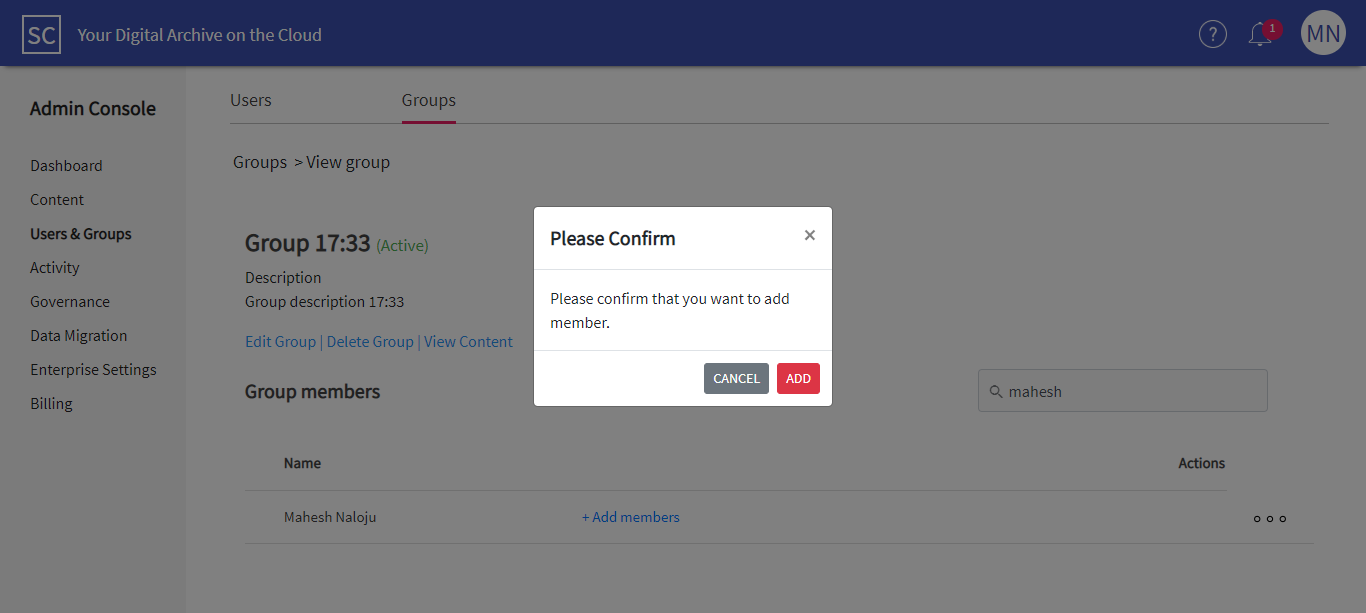 SC Your Digital Archive on the Cloud ? 1 MN
Admin Console
Dashboard
Content
Users & Groups
Activity
Governance
Data Migration
Enterprise Settings
Billing
Users Groups
Groups > View group
Group 17:33 (Active)
Description
Group description 17:33
Edit Group | Delete Group | View Content
Group members
mahesh
Name Actions
Mahesh Naloju + Add members
Please Confirm ×
Please confirm that you want to add
member.
CANCEL ADD